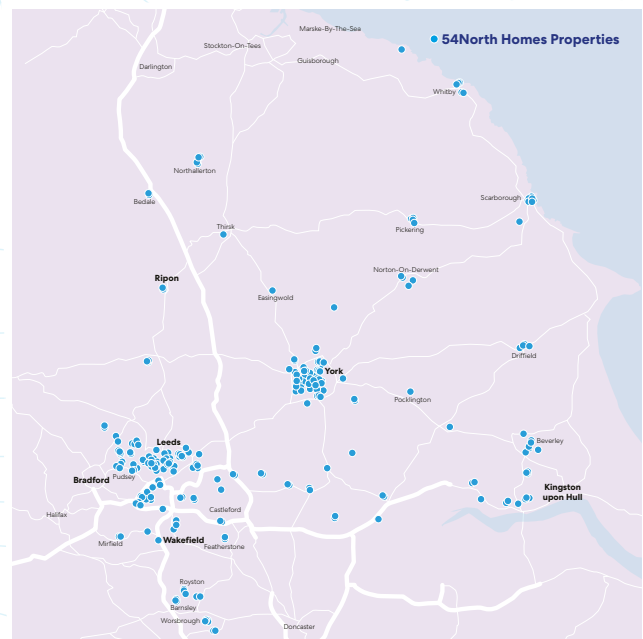 Marske-By-The-Sea
54North Homes Properties
Stockton-On-Tees
Guisborough
Darlington
Whitby
Northallerton
Bedale
Scarborough
Thirsk
Pickering
Norton-On-Derwent
Ripon
Easingwold
Driffield
York
Pocklington
Leeds
Beverley
Pudsey
Bradford
Kingston
upon Hull
Castleford
Halifax
Wakefield
Mirfield
Featherstone
Royston
Barnsley
Worsbrough
Doncaster